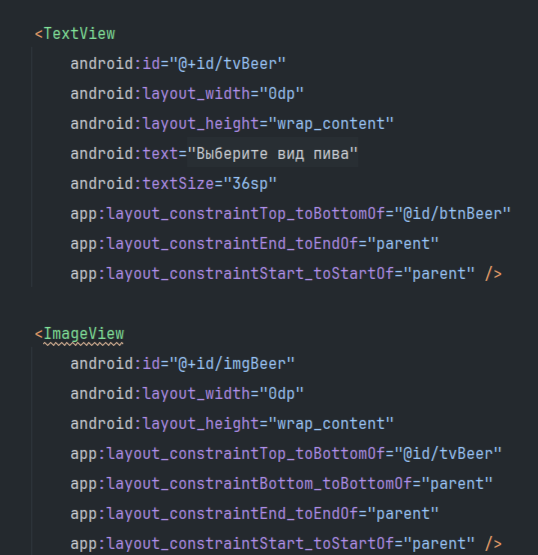 <TextView
android:id="@+id/tvBeer"
android:layout_width="0dp"
android:layout_height="wrap_content"
android:text="Выберите вид пива"
android:textSize="36sp"
app:layout_constraintTop_toBottomOf="@id/btnBeer"
app:layout_constraintEnd_toEndOf="parent"
app:layout_constraintStart_toStartOf="parent" />
<ImageView
android:id="@+id/imgBeer"
android:layout_width="0dp"
android:layout_height="wrap_content"
app:layout_constraintTop_toBottomOf="@id/tvBeer"
app:layout_constraintBottom_toBottomOf="parent"
app:layout_constraintEnd_toEndOf="parent"
app:layout_constraintStart_toStartOf="parent" />